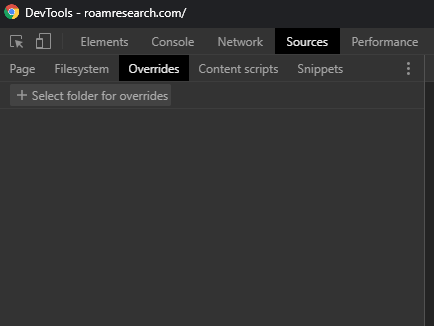 DevTools - roamresearch.com/
Elements Console Network Sources Performance
Page Filesystem Overrides Content scripts Snippets
+ Select folder for overrides